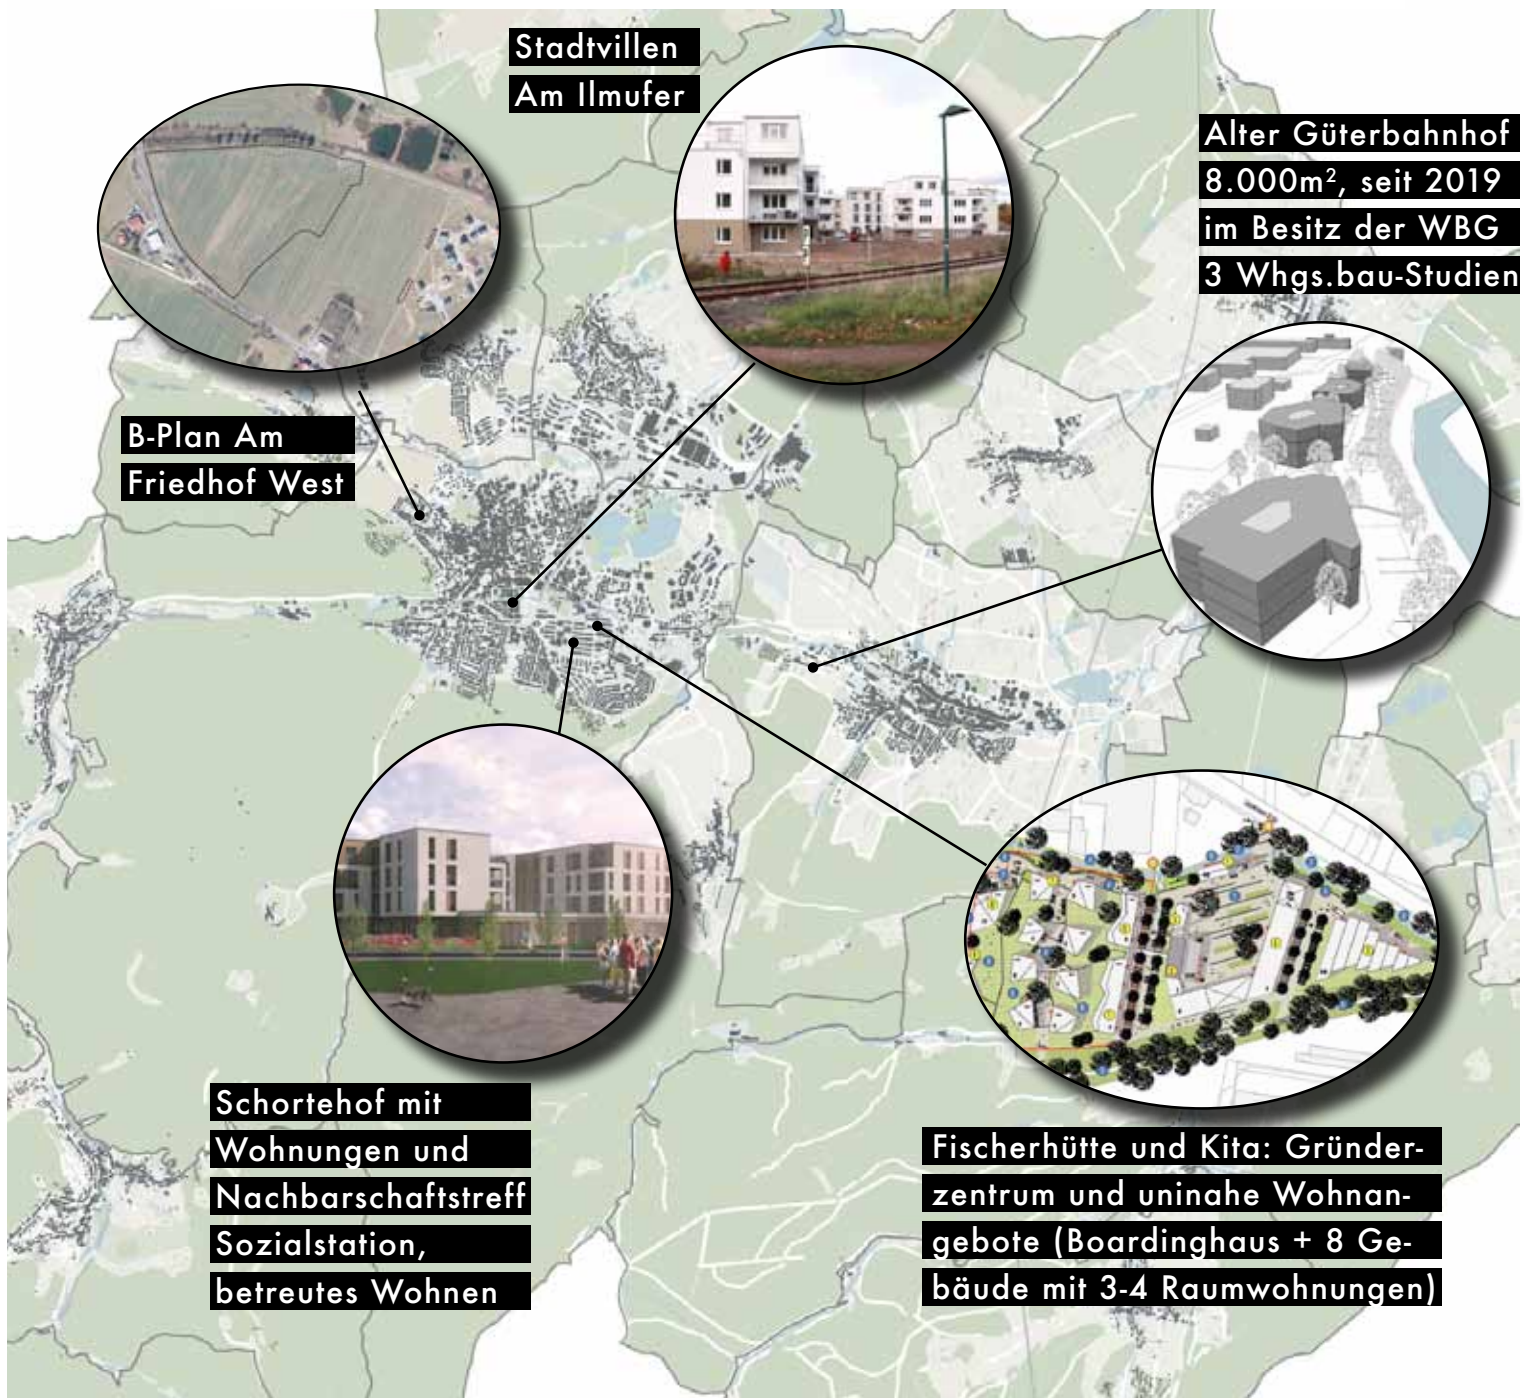 Stadtvillen
Am Ilmufer
Alter Güterbahnhof
8.000m², seit 2019
im Besitz der WBG
3 Whgs.bau-Studien
B-Plan Am
Friedhof West
Schortehof mit
Wohnungen und
Nachbarschaftstreff
Sozialstation,
betreutes Wohnen
Fischerhütte und Kita: Gründer-
zentrum und uninahe Wohnan-
gebote (Boardinghaus + 8 Ge-
bäude mit 3-4 Raumwohnungen)